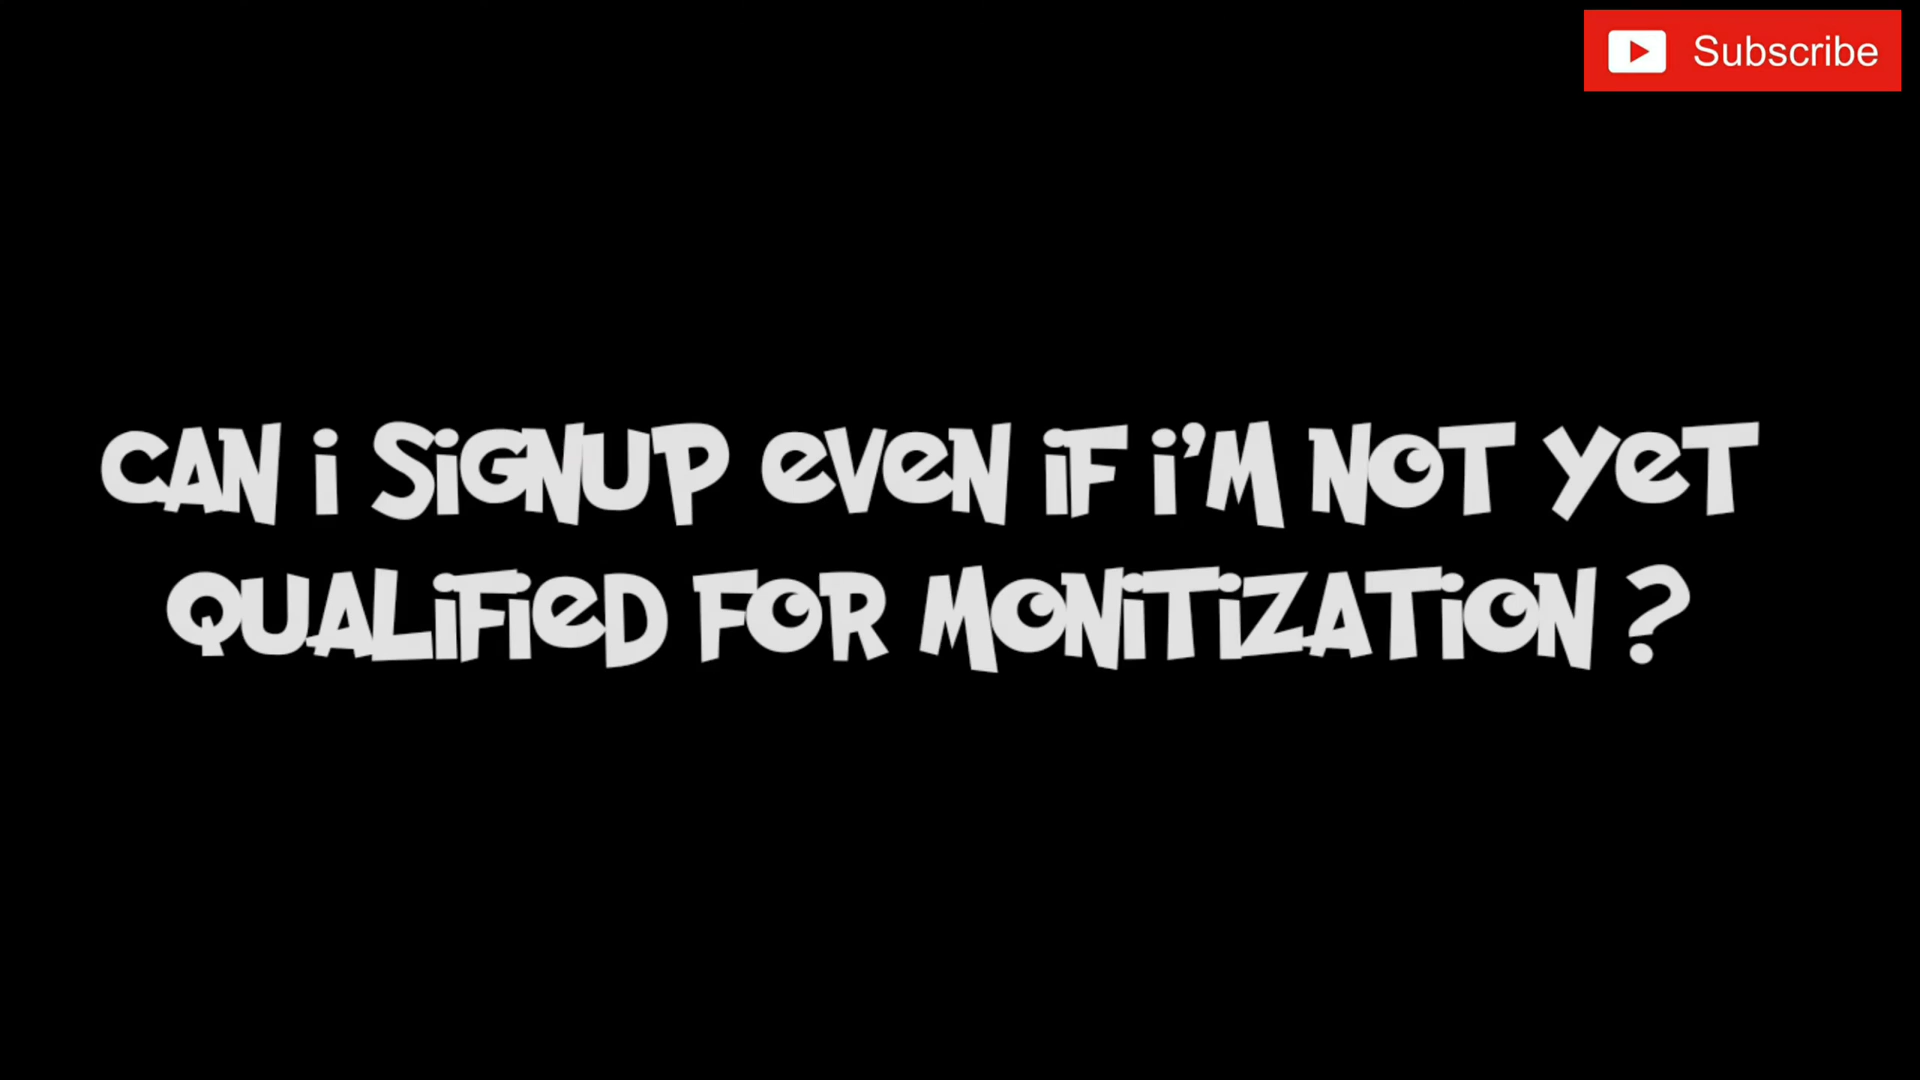 Subscribe
CAN i SiGNUP eVeN iF i'M NOT YeT
QUALiFieD FOR MONiTiZATiON ?